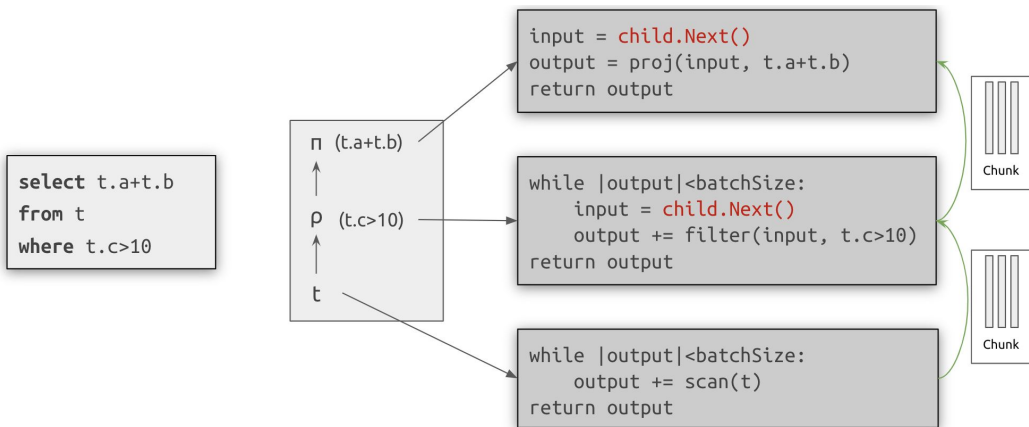 select t.a+t.b
from t
where t.c>10
π (t.a+t.b)
ρ (t.c>10)
t
input = child.Next()
output = proj(input, t.a+t.b)
return output
while |output|<batchSize:
    input = child.Next()
    output += filter(input, t.c>10)
return output
while |output|<batchSize:
    output += scan(t)
return output
Chunk
Chunk